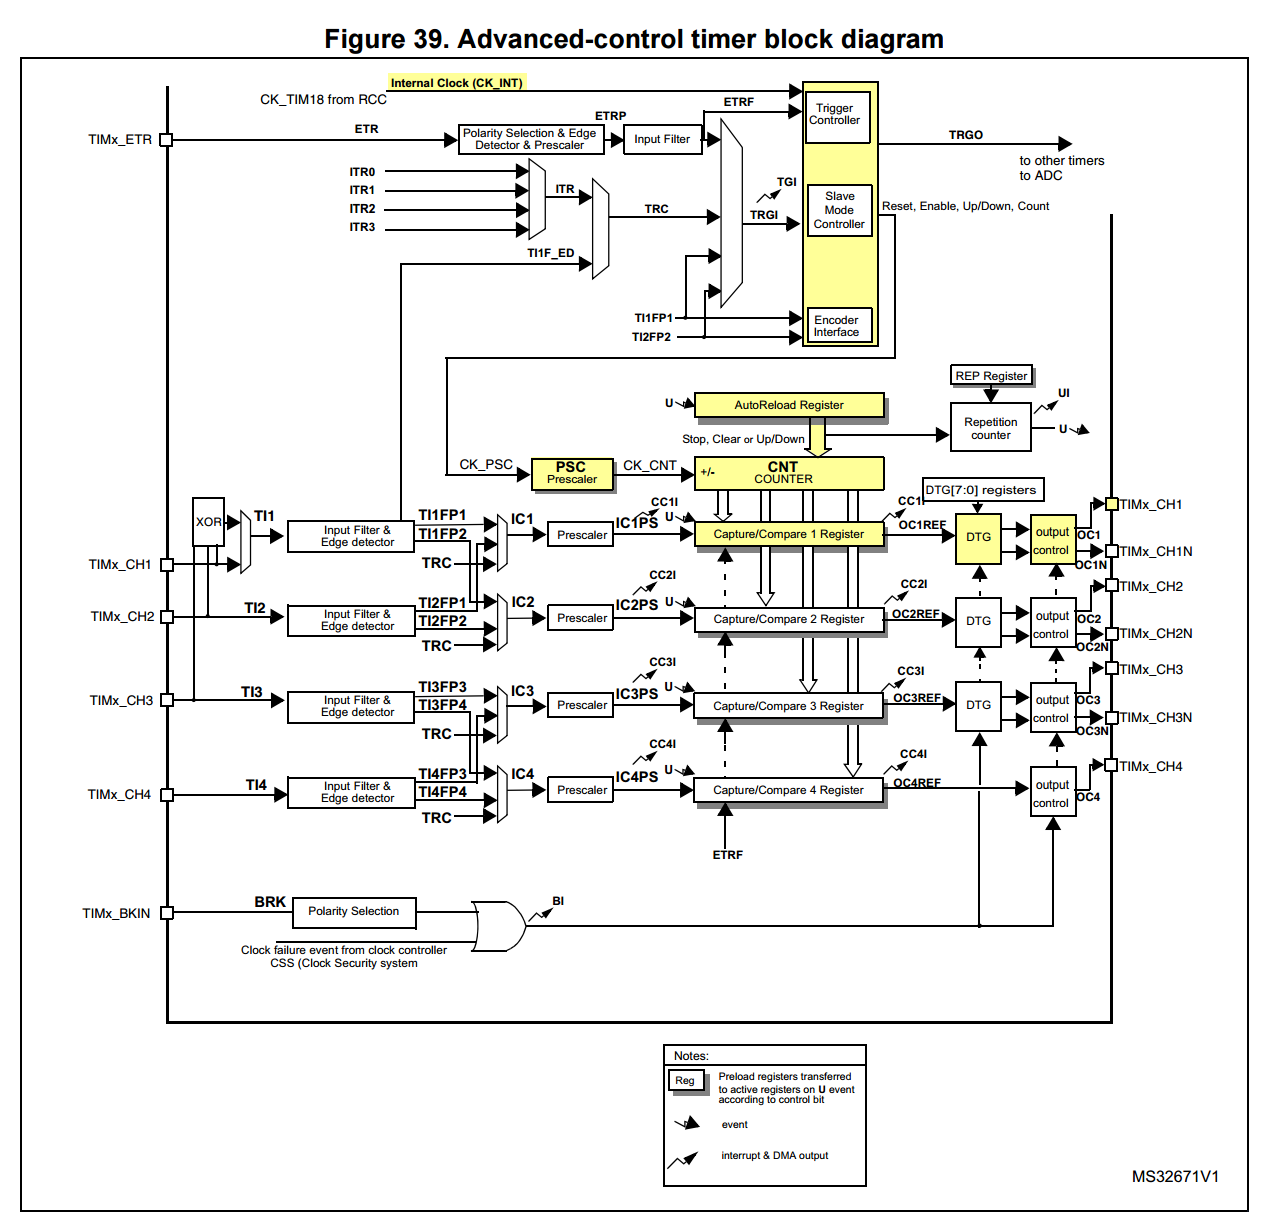 Figure 39. Advanced-control timer block diagram
Internal Clock (CK_INT)
CK_TIM18 from RCC
ETRF
Trigger
Controller
ETRP
TIMx_ETR
ETR
Polarity Selection & Edge
Detector & Prescaler
Input Filter
TRGO
to other timers
to ADC
ITR0
ITR1
ITR2
ITR3
ITR
TRC
TGI
TRGI
Slave
Mode
Controller
Reset, Enable, Up/Down, Count
TI1F_ED
TI1FP1
TI2FP2
Encoder
Interface
REP Register
U
AutoReload Register
UI
Repetition
counter
U
Stop, Clear or Up/Down
CK_PSC
PSC
Prescaler
CK_CNT
+/-
CNT
COUNTER
DTG[7:0] registers
XOR
TI1
Input Filter &
Edge detector
TI1FP1
TI1FP2
TRC
IC1
Prescaler
IC1PS
CC1I
U
Capture/Compare 1 Register
CC1I
OC1REF
DTG
output
control
OC1
OC1N
TIMx_CH1
TIMx_CH1N
TIMx_CH1
TIMx_CH2
TI2
Input Filter &
Edge detector
TI2FP1
TI2FP2
TRC
IC2
Prescaler
CC2I
IC2PS
U
Capture/Compare 2 Register
CC2I
OC2REF
DTG
output
control
OC2
OC2N
TIMx_CH2
TIMx_CH2N
TIMx_CH3
TI3
Input Filter &
Edge detector
TI3FP3
TI3FP4
TRC
IC3
Prescaler
CC3I
IC3PS
U
Capture/Compare 3 Register
CC3I
OC3REF
DTG
output
control
OC3
OC3N
TIMx_CH3
TIMx_CH3N
TIMx_CH4
TI4
Input Filter &
Edge detector
TI4FP3
TI4FP4
TRC
IC4
Prescaler
CC4I
IC4PS
U
Capture/Compare 4 Register
CC4I
OC4REF
output
control
OC4
TIMx_CH4
ETRF
TIMx_BKIN
BRK
Polarity Selection
BI
Clock failure event from clock controller
CSS (Clock Security system
Notes:
Reg
Preload registers transferred
to active registers on U event
according to control bit
event
interrupt & DMA output
MS32671V1